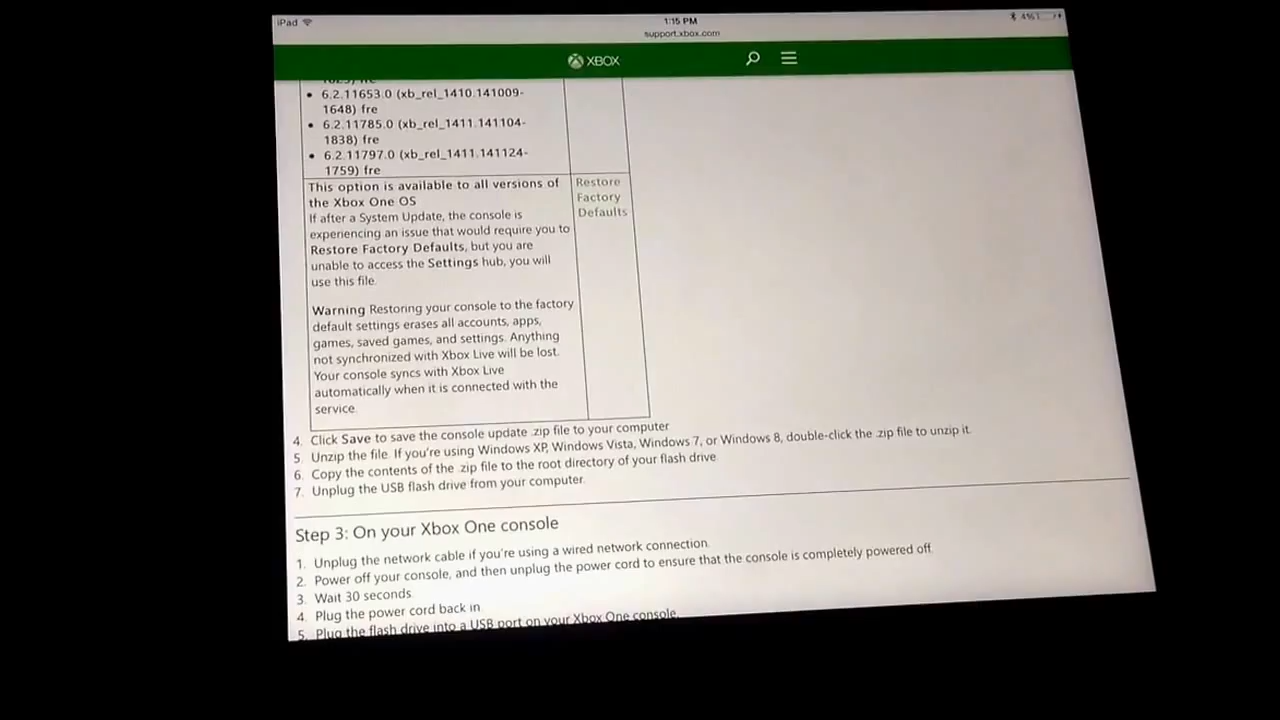 iPad
1:15 PM
4%
support.xbox.com
XBOX
6.2.11653.0 (xb_rel_1410.141009-
1648) fre
6.2.11785.0 (xb_rel_1411.141104-
1838) fre
6.2.11797.0 (xb_rel_1411.141124-
1759) fre
This option is available to all versions of
the Xbox One OS
If after a System Update, the console is
experiencing an issue that would require you to
Restore Factory Defaults, but you are
unable to access the Settings hub, you will
use this file.
Warning Restoring your console to the factory
default settings erases all accounts, apps,
games, saved games, and settings. Anything
not synchronized with Xbox Live will be lost.
Your console syncs with Xbox Live
automatically when it is connected with the
service.
Restore
Factory
Defaults
4. Click Save to save the console update .zip file to your computer
5. Unzip the file. If you're using Windows XP, Windows Vista, Windows 7, or Windows 8, double-click the .zip file to unzip it.
6. Copy the contents of the .zip file to the root directory of your flash drive.
7. Unplug the USB flash drive from your computer.
Step 3: On your Xbox One console
1. Unplug the network cable if you're using a wired network connection.
2. Power off your console, and then unplug the power cord to ensure that the console is completely powered off.
3. Wait 30 seconds.
4. Plug the power cord back in.
5. Plug the flash drive into a USB port on your Xbox One console.